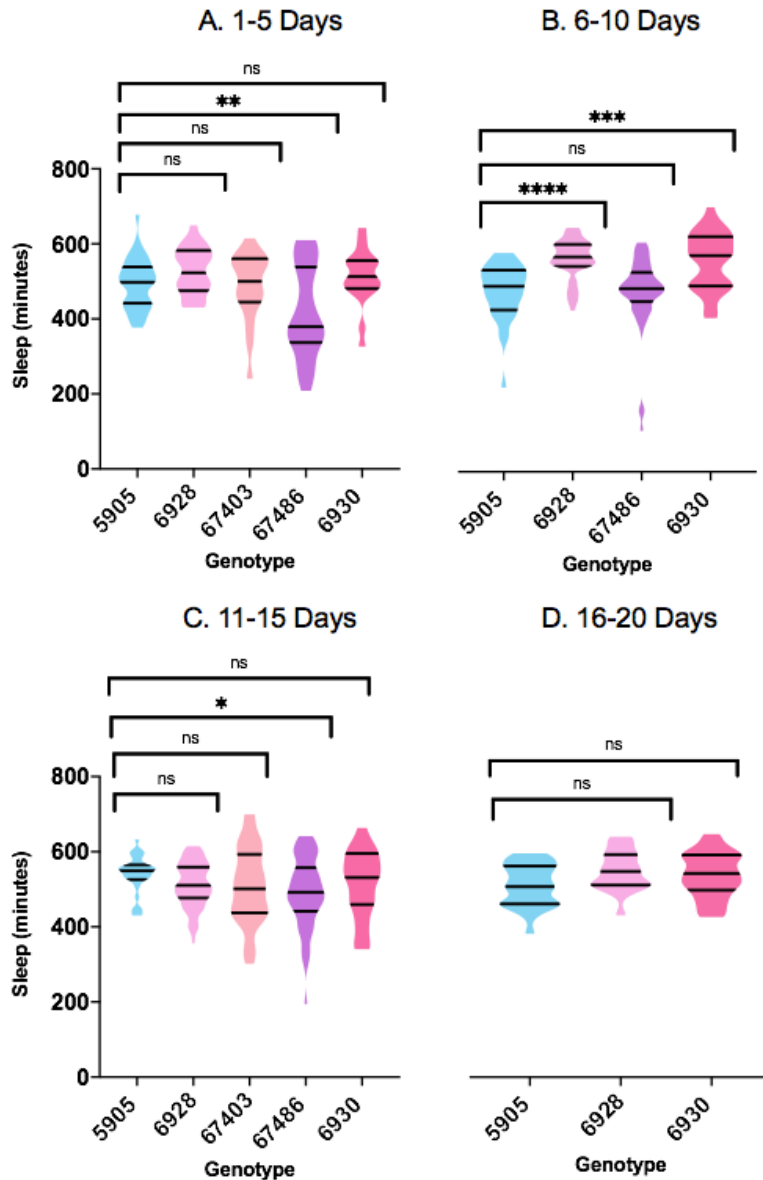 A. 1-5 Days
ns
**
ns
ns
800
600
400
200
0
Sleep (minutes)
5905
6928
67403
67486
6930
Genotype
B. 6-10 Days
***
ns
****
5905
6928
67486
6930
Genotype
C. 11-15 Days
ns
*
ns
ns
800
600
400
200
0
Sleep (minutes)
5905
6928
67403
67486
6930
Genotype
D. 16-20 Days
ns
ns
5905
6928
6930
Genotype